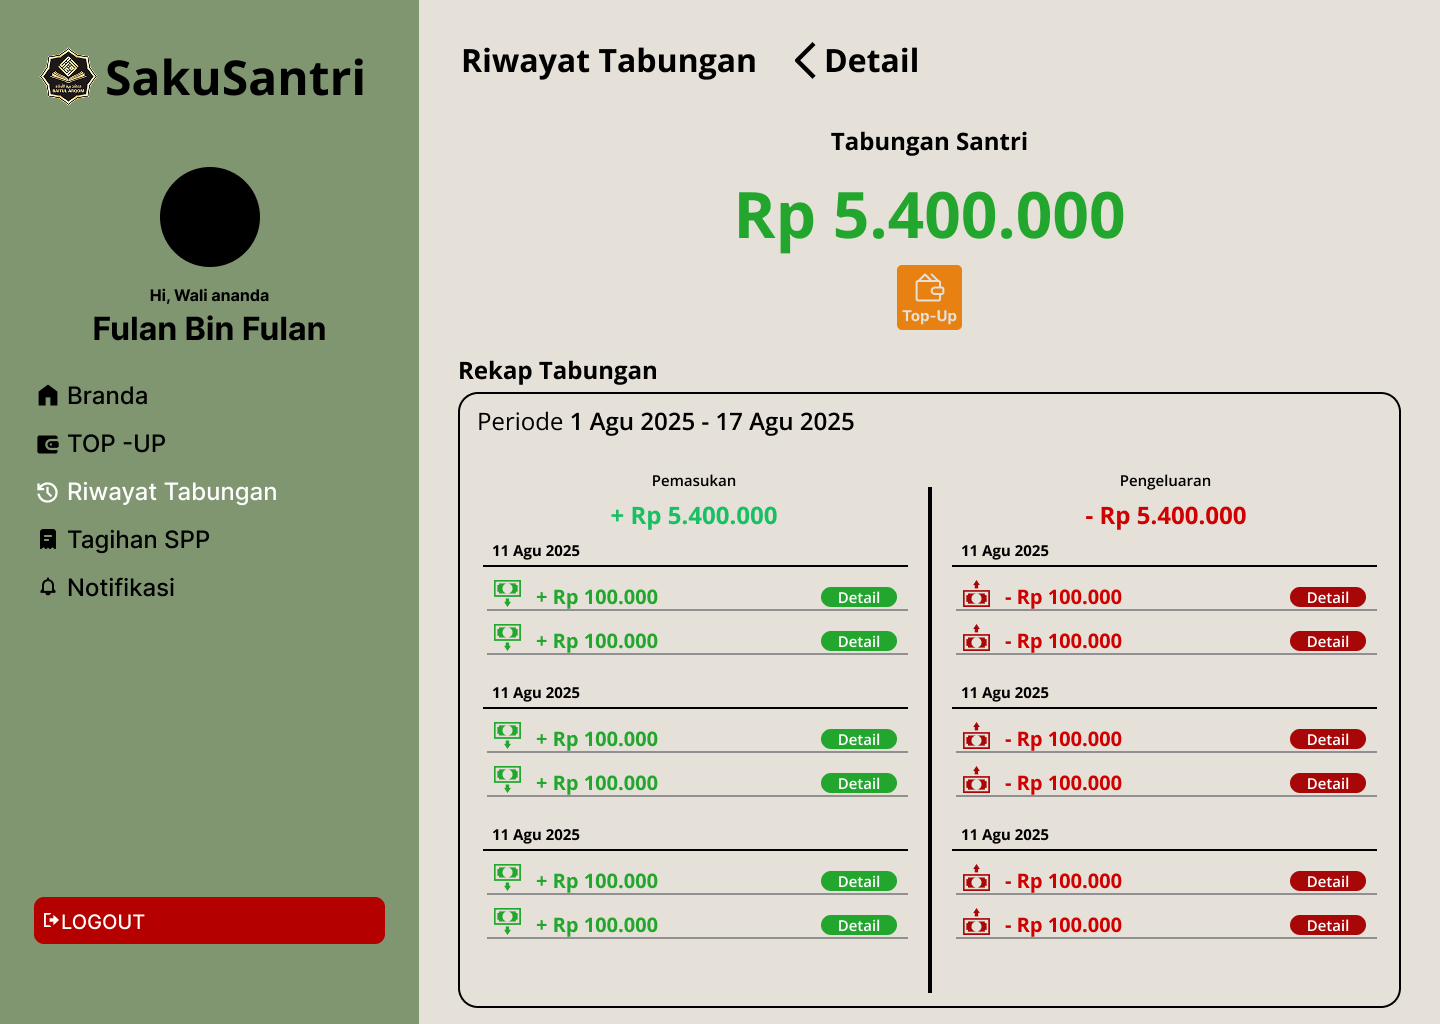 SakuSantri
Hi, Wali ananda
Fulan Bin Fulan
Branda
TOP -UP
Riwayat Tabungan
Tagihan SPP
Notifikasi
LOGOUT
Riwayat Tabungan
Detail
Tabungan Santri
Rp 5.400.000
Top-Up
Rekap Tabungan
Periode 1 Agu 2025 - 17 Agu 2025
Pemasukan
+ Rp 5.400.000
11 Agu 2025
+ Rp 100.000 Detail
+ Rp 100.000 Detail
11 Agu 2025
+ Rp 100.000 Detail
+ Rp 100.000 Detail
11 Agu 2025
+ Rp 100.000 Detail
+ Rp 100.000 Detail
Pengeluaran
- Rp 5.400.000
11 Agu 2025
- Rp 100.000 Detail
- Rp 100.000 Detail
11 Agu 2025
- Rp 100.000 Detail
- Rp 100.000 Detail
11 Agu 2025
- Rp 100.000 Detail
- Rp 100.000 Detail